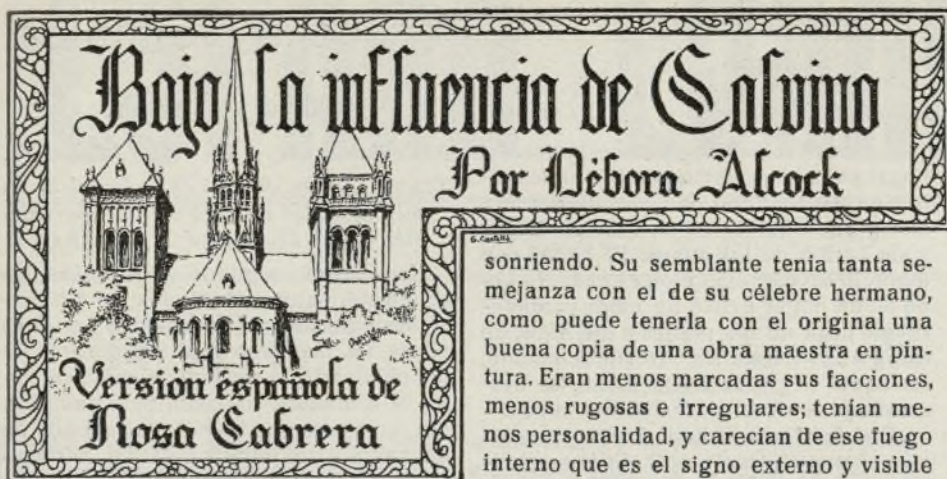 Bajo la influencia de Calvino
Por Débora Alcock
Versión española de
Rosa Cabrera
G. Castillo
sonriendo. Su semblante tenia tanta se-
mejanza con el de su célebre hermano,
como puede tenerla con el original una
buena copia de una obra maestra en pin-
tura. Eran menos marcadas sus facciones,
menos rugosas e irregulares; tenían me-
nos personalidad, y carecían de ese fuego
interno que es el signo externo y visible